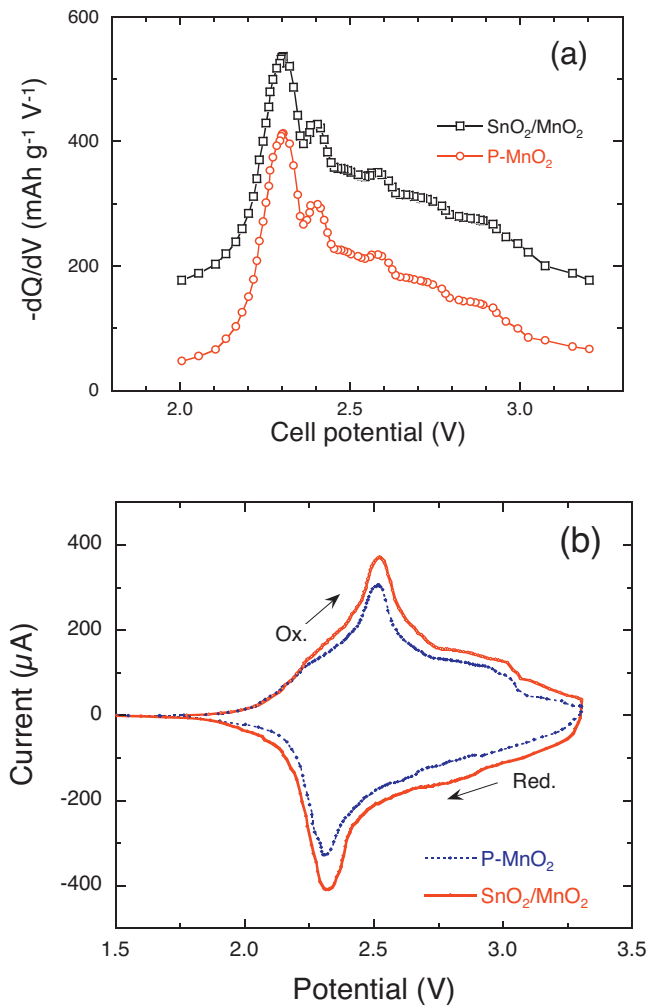 600
(a)
400
200
0
-dQ/dV (mAh g⁻¹ V⁻¹)
SnO₂/MnO₂
P-MnO₂
2.0 2.5 3.0
Cell potential (V)
400
(b)
Ox.
200
0
Current (μA)
Red.
-200
P-MnO₂
-400
SnO₂/MnO₂
1.5 2.0 2.5 3.0 3.5
Potential (V)